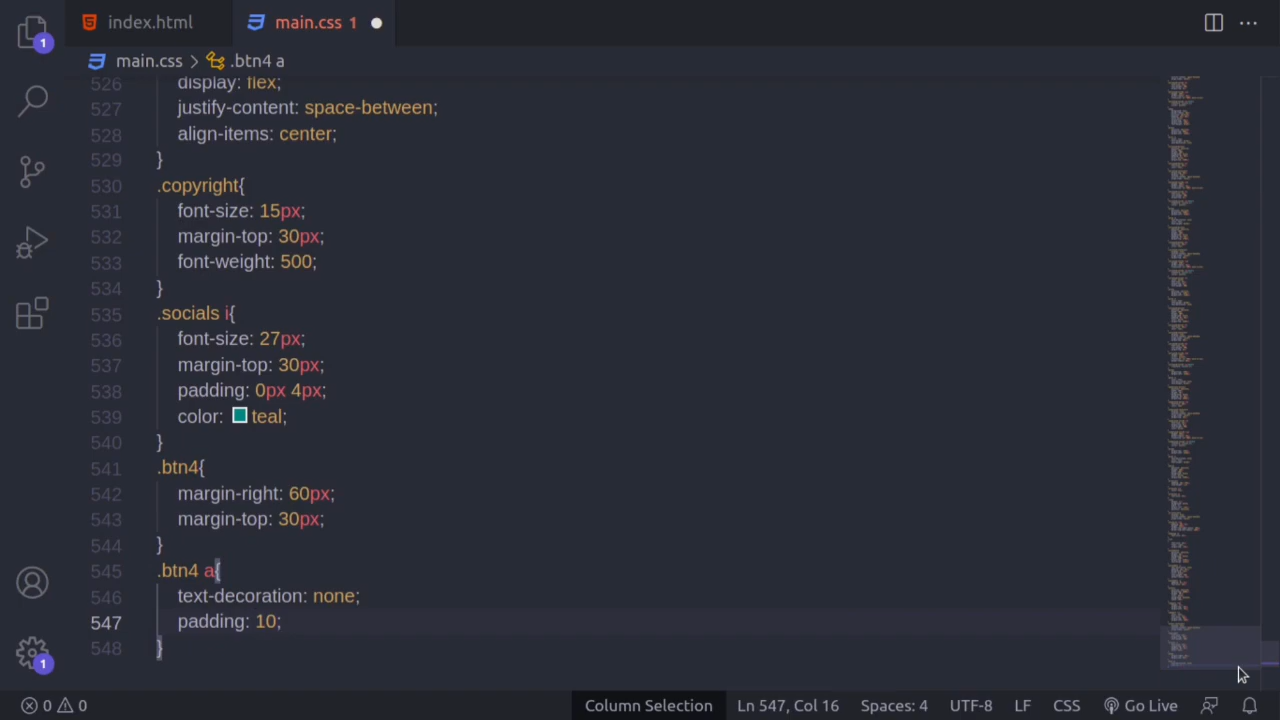 index.html
main.css 1
main.css > .btn4 a
526 display: flex;
527 justify-content: space-between;
528 align-items: center;
529 }
530 .copyright{
531 font-size: 15px;
532 margin-top: 30px;
533 font-weight: 500;
534 }
535 .socials i{
536 font-size: 27px;
537 margin-top: 30px;
538 padding: 0px 4px;
539 color: teal;
540 }
541 .btn4{
542 margin-right: 60px;
543 margin-top: 30px;
544 }
545 .btn4 a{
546 text-decoration: none;
547 padding: 10;
548 }
1
1
0 0 Column Selection Ln 547, Col 16 Spaces: 4 UTF-8 LF CSS Go Live